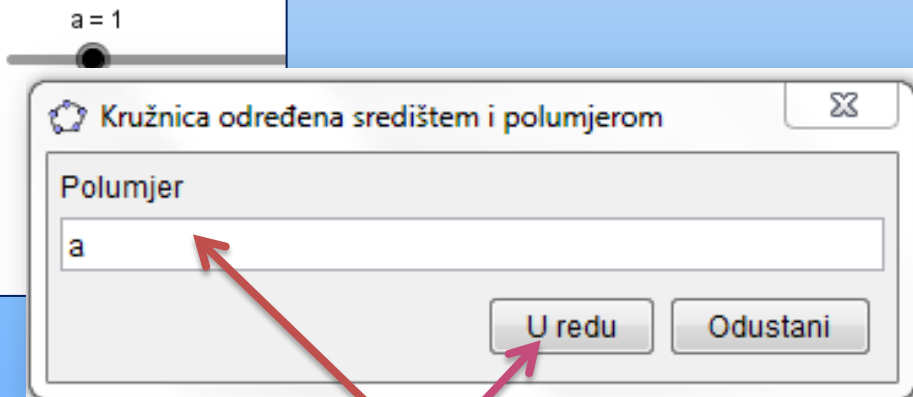 a = 1
Kružnica određena središtem i polumjerom
Polumjer
a
U redu Odustani